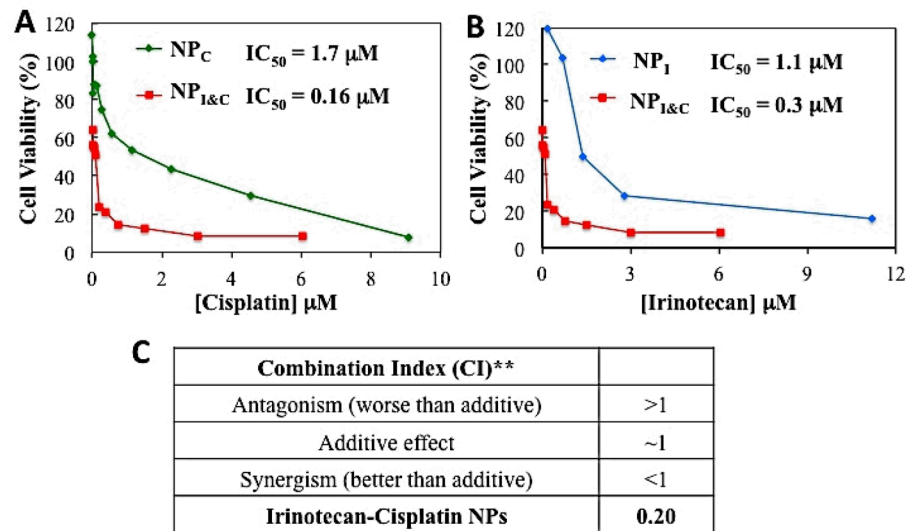 A
120
100
80
60
40
20
0
Cell Viability (%)
NPC IC50 = 1.7 μM
NPI&C IC50 = 0.16 μM
0 2 4 6 8 10
[Cisplatin] μM
B
120
100
80
60
40
20
0
Cell Viability (%)
NPI IC50 = 1.1 μM
NPI&C IC50 = 0.3 μM
0 3 6 9 12
[Irinotecan] μM
C
Combination Index (CI)**
Antagonism (worse than additive) >1
Additive effect ~1
Synergism (better than additive) <1
Irinotecan-Cisplatin NPs 0.20